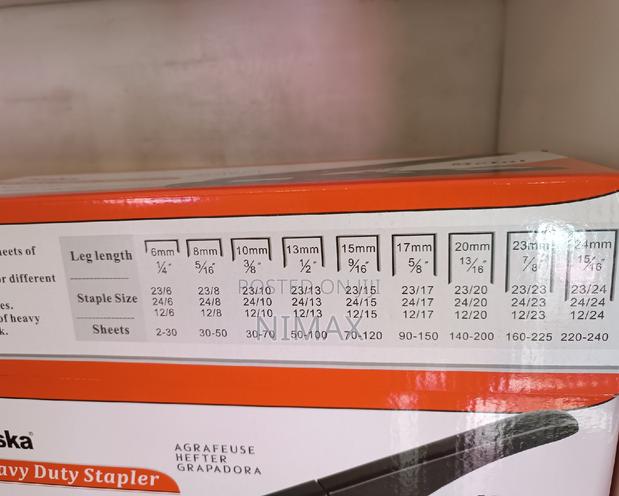 heets of
or different
es.
of heavy
k.
Leg length 6mm 8mm 10mm 13mm 15mm 17mm 20mm 23mm 24mm
1/4" 5/16" 3/8" 1/2" 9/16" 5/8" 13/16" 7/8" 15/16"
Staple Size
23/6 23/8 23/10 23/13 23/15 23/17 23/20 23/23 23/24
24/6 24/8 24/10 24/13 24/15 24/17 24/20 24/23 24/24
12/6 12/8 12/10 12/13 12/15 12/17 12/20 12/23 12/24
Sheets 2-30 30-50 30-70 50-100 70-120 90-150 140-200 160-225 220-240
POSTED ON JIJI
NIMAX
ska®
avy Duty Stapler
AGRAFEUSE
HEFTER
GRAPADORA